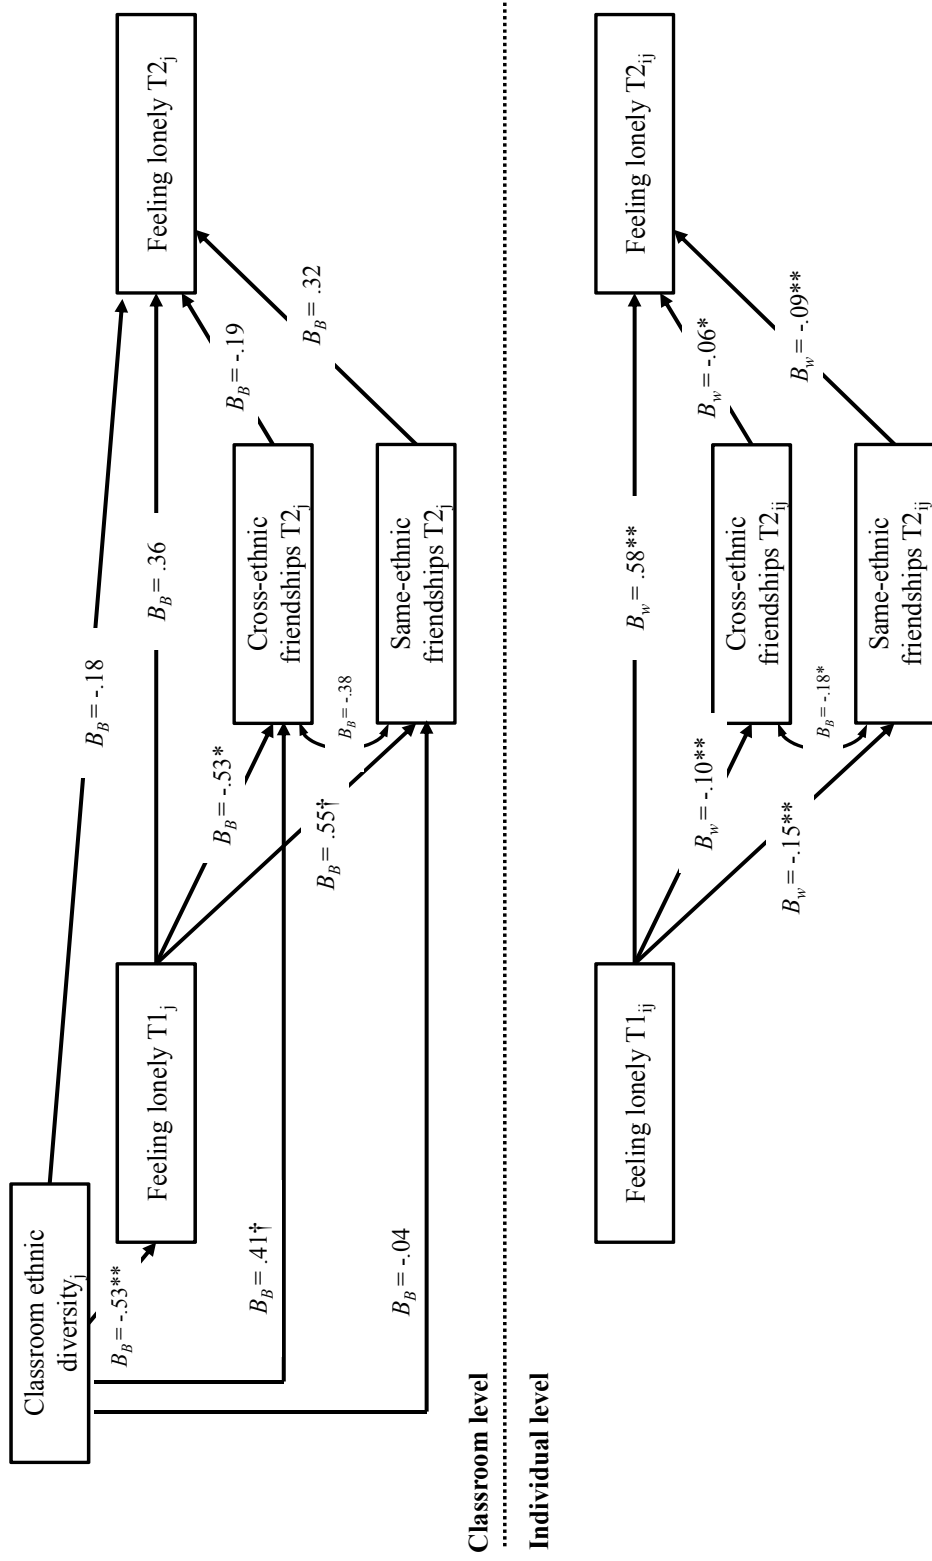 Classroom ethnic
diversity_j
B_B = -.18
Feeling lonely T1_j
Feeling lonely T2_j
B_B = -.53**
B_B = .36
B_B = -.53*
B_B = -.19
Cross-ethnic
friendships T2_j
B_B = .41†
B_B = .55†
B_B = -.38
B_B = .32
Same-ethnic
friendships T2_j
B_B = -.04
Classroom level
Individual level
Feeling lonely T1_ij
Feeling lonely T2_ij
B_w = .58**
B_w = -.10**
B_w = -.06*
Cross-ethnic
friendships T2_ij
B_w = -.15**
B_B = -.18*
B_w = -.09**
Same-ethnic
friendships T2_ij